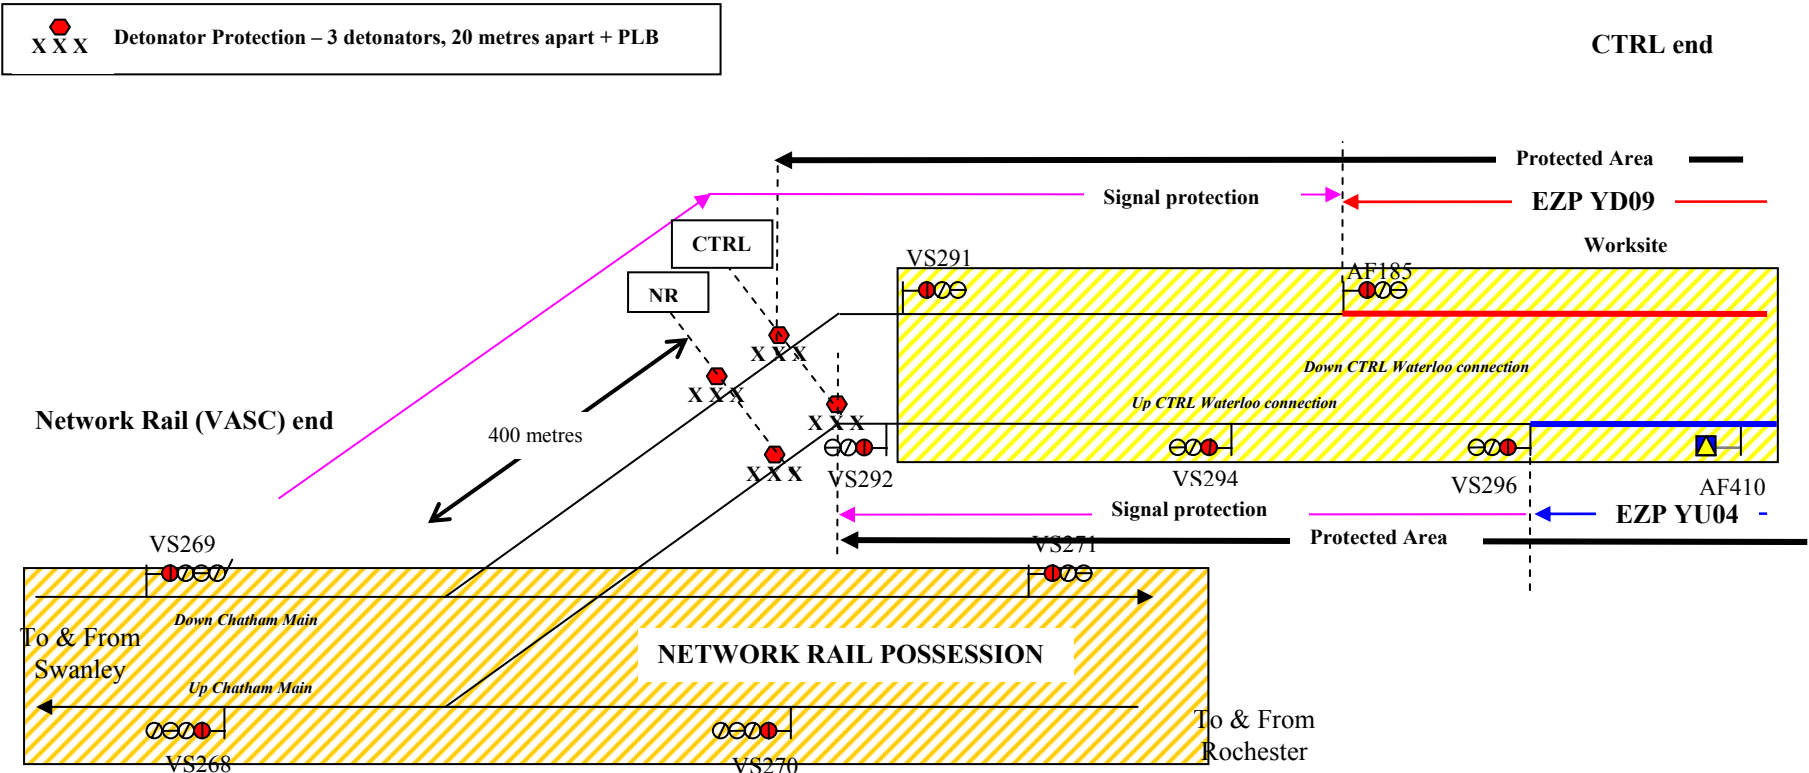 X X X
Detonator Protection – 3 detonators, 20 metres apart + PLB
CTRL end
Protected Area
Signal protection
EZP YD09
CTRL
Worksite
VS291
AF185
NR
X X X
Down CTRL Waterloo connection
X X X
Up CTRL Waterloo connection
Network Rail (VASC) end
X X X
400 metres
X X X
VS292
VS294
VS296
AF410
Signal protection
EZP YU04
Protected Area
VS269
VS271
Down Chatham Main
To & From
Swanley
NETWORK RAIL POSSESSION
Up Chatham Main
To & From
Rochester
VS268
VS270